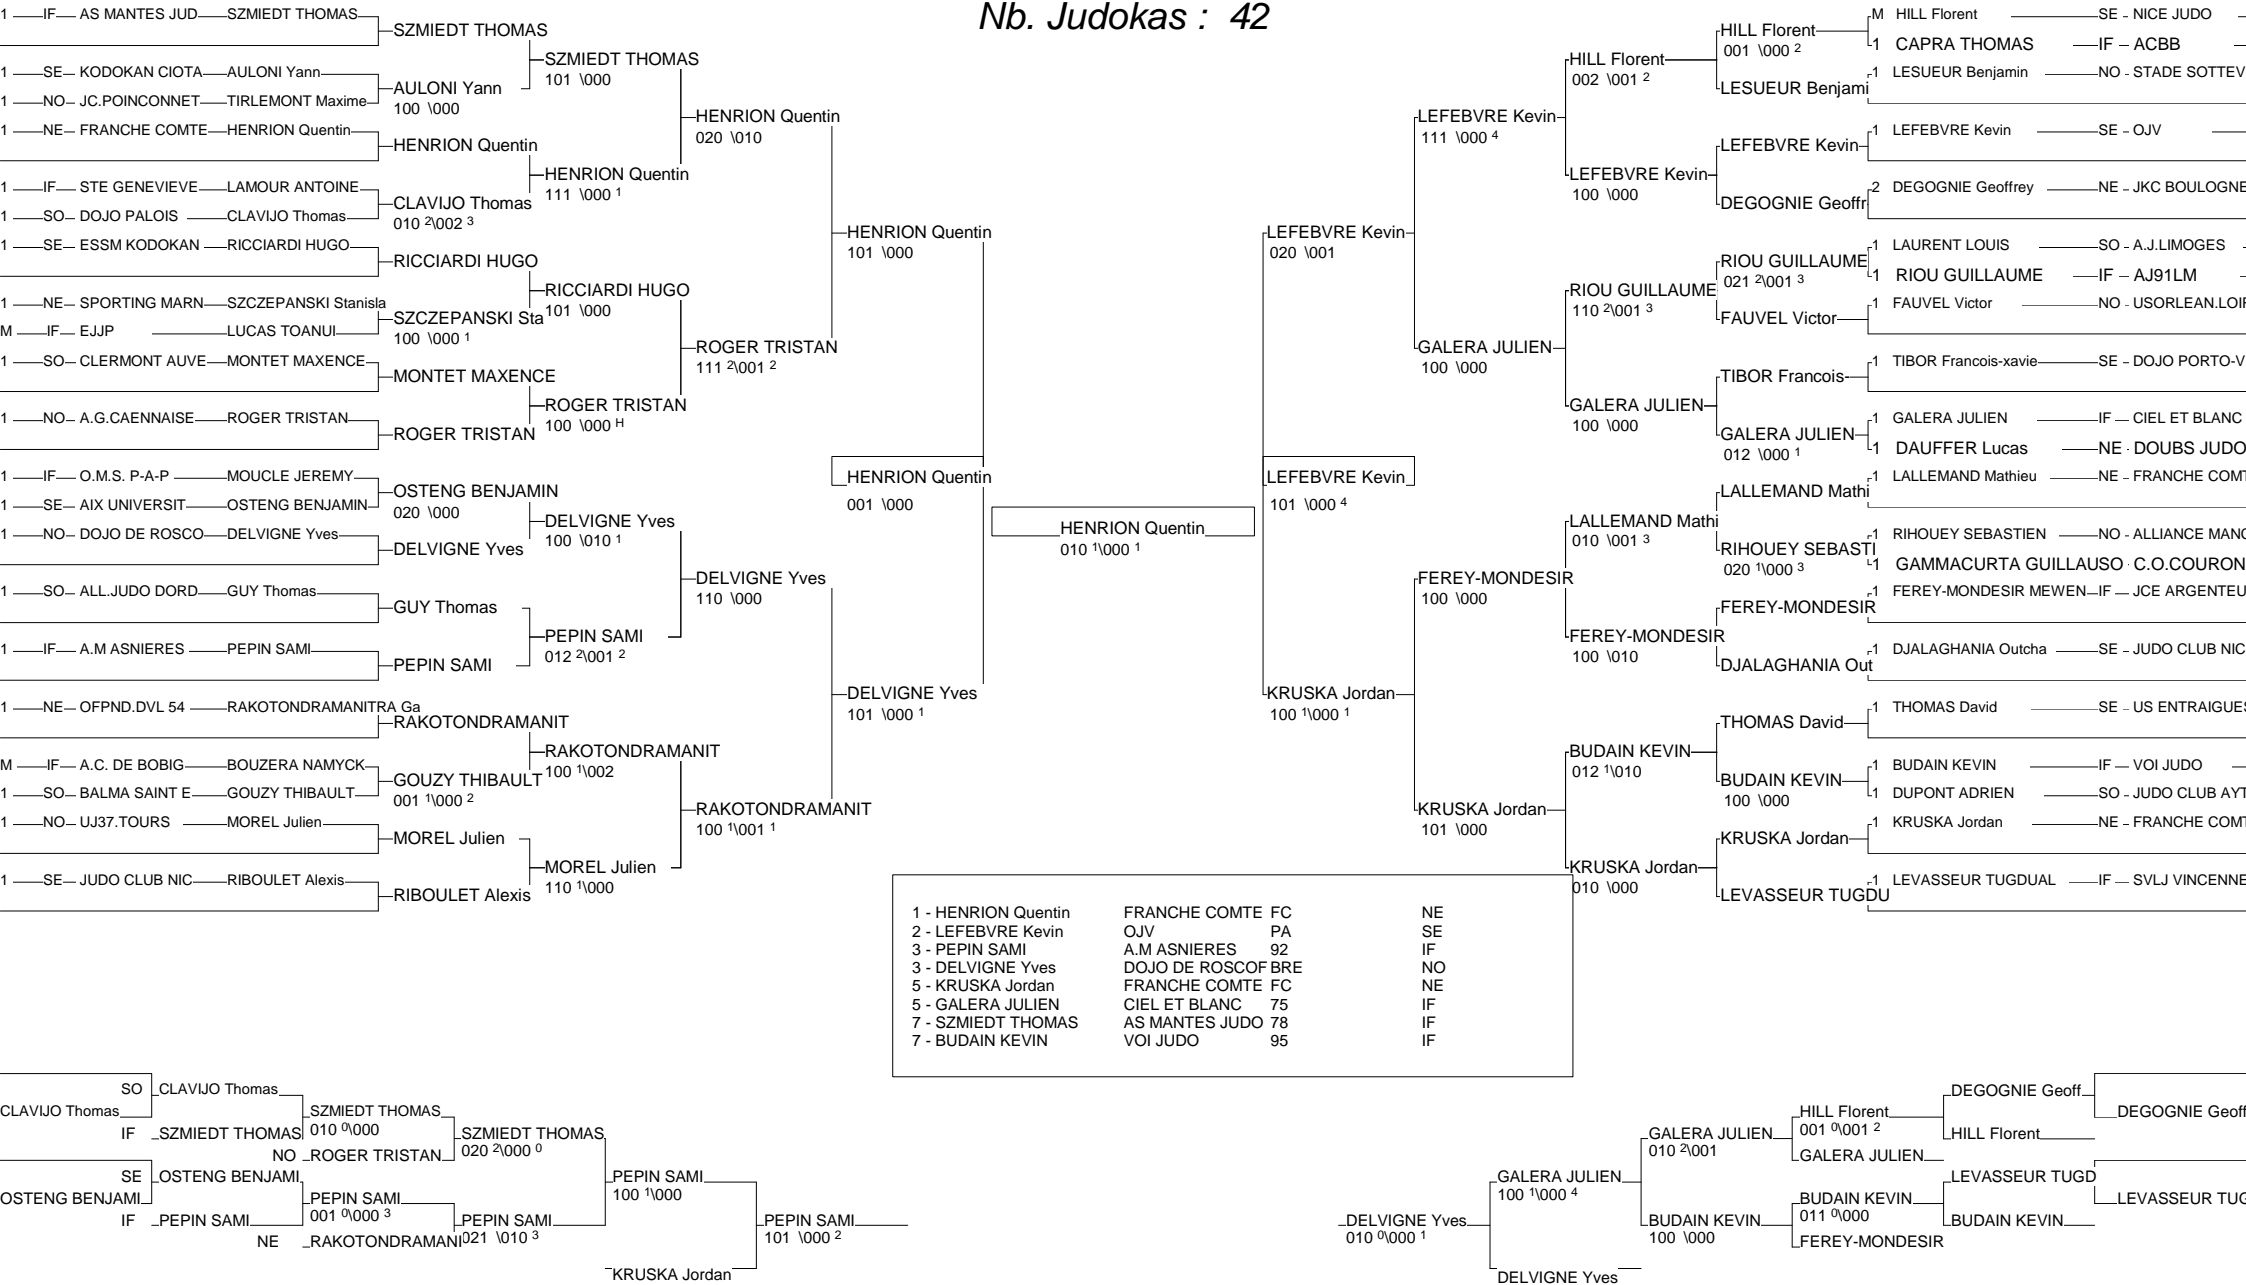 Nb. Judokas : 42
1 IF AS MANTES JUD SZMIEDT THOMAS
SZMIEDT THOMAS
SZMIEDT THOMAS
101 \000
1 SE KODOKAN CIOTA AULONI Yann
1 NO JC.POINCONNET TIRLEMONT Maxime
AULONI Yann
100 \000
HENRION Quentin
020 \010
1 NE FRANCHE COMTE HENRION Quentin
HENRION Quentin
HENRION Quentin
111 \000 1
1 IF STE GENEVIEVE LAMOUR ANTOINE
1 SO DOJO PALOIS CLAVIJO Thomas
CLAVIJO Thomas
010 2\002 3
HENRION Quentin
101 \000
1 SE ESSM KODOKAN RICCIARDI HUGO
RICCIARDI HUGO
RICCIARDI HUGO
101 \000
1 NE SPORTING MARN SZCZEPANSKI Stanisla
M IF EJJP LUCAS TOANUI
SZCZEPANSKI Sta
100 \000 1
ROGER TRISTAN
111 2\001 2
1 SO CLERMONT AUVE MONTET MAXENCE
MONTET MAXENCE
ROGER TRISTAN
100 \000 H
1 NO A.G.CAENNAISE ROGER TRISTAN
ROGER TRISTAN
HENRION Quentin
001 \000
1 IF O.M.S. P-A-P MOUCLE JEREMY
1 SE AIX UNIVERSIT OSTENG BENJAMIN
OSTENG BENJAMIN
020 \000
DELVIGNE Yves
100 \010 1
1 NO DOJO DE ROSCO DELVIGNE Yves
DELVIGNE Yves
DELVIGNE Yves
110 \000
1 SO ALL.JUDO DORD GUY Thomas
GUY Thomas
PEPIN SAMI
012 2\001 2
1 IF A.M ASNIERES PEPIN SAMI
PEPIN SAMI
DELVIGNE Yves
101 \000 1
1 NE OFPND.DVL 54 RAKOTONDRAMANITRA Ga
RAKOTONDRAMANIT
RAKOTONDRAMANIT
100 1\002
M IF A.C. DE BOBIG BOUZERA NAMYCK
1 SO BALMA SAINT E GOUZY THIBAULT
GOUZY THIBAULT
001 1\000 2
RAKOTONDRAMANIT
100 1\001 1
1 NO UJ37.TOURS MOREL Julien
MOREL Julien
MOREL Julien
110 1\000
1 SE JUDO CLUB NIC RIBOULET Alexis
RIBOULET Alexis
HENRION Quentin
010 1\000 1
M HILL Florent SE - NICE JUDO
1 CAPRA THOMAS IF - ACBB
HILL Florent
001 \000 2
HILL Florent
002 \001 2
1 LESUEUR Benjamin NO - STADE SOTTEV
LESUEUR Benjami
LEFEBVRE Kevin
111 \000 4
1 LEFEBVRE Kevin SE - OJV
LEFEBVRE Kevin
LEFEBVRE Kevin
100 \000
2 DEGOGNIE Geoffrey NE - JKC BOULOGNE
DEGOGNIE Geoffr
LEFEBVRE Kevin
020 \001
1 LAURENT LOUIS SO - A.J.LIMOGES
1 RIOU GUILLAUME IF - AJ91LM
RIOU GUILLAUME
021 2\001 3
RIOU GUILLAUME
110 2\001 3
1 FAUVEL Victor NO - USORLEAN.LOIR
FAUVEL Victor
GALERA JULIEN
100 \000
1 TIBOR Francois-xavie SE - DOJO PORTO-V
TIBOR Francois-
GALERA JULIEN
100 \000
1 GALERA JULIEN IF - CIEL ET BLANC
GALERA JULIEN
012 \000 1
1 DAUFFER Lucas NE - DOUBS JUDO
LEFEBVRE Kevin
101 \000 4
1 LALLEMAND Mathieu NE - FRANCHE COMT
LALLEMAND Mathi
LALLEMAND Mathi
010 \001 3
1 RIHOUEY SEBASTIEN NO - ALLIANCE MANC
RIHOUEY SEBASTI
020 1\000 3
1 GAMMACURTA GUILLAUSO - C.O.COURON
FEREY-MONDESIR
100 \000
1 FEREY-MONDESIR MEWEN IF - JCE ARGENTEU
FEREY-MONDESIR
FEREY-MONDESIR
100 \010
1 DJALAGHANIA Outcha SE - JUDO CLUB NIC
DJALAGHANIA Out
KRUSKA Jordan
100 1\000 1
1 THOMAS David SE - US ENTRAIGUES
THOMAS David
BUDAIN KEVIN
012 1\010
1 BUDAIN KEVIN IF - VOI JUDO
BUDAIN KEVIN
100 \000
1 DUPONT ADRIEN SO - JUDO CLUB AYT
KRUSKA Jordan
101 \000
1 KRUSKA Jordan NE - FRANCHE COMT
KRUSKA Jordan
KRUSKA Jordan
010 \000
1 LEVASSEUR TUGDUAL IF - SVLJ VINCENNE
LEVASSEUR TUGDU
1 - HENRION Quentin FRANCHE COMTE FC NE
2 - LEFEBVRE Kevin OJV PA SE
3 - PEPIN SAMI A.M ASNIERES 92 IF
3 - DELVIGNE Yves DOJO DE ROSCOF BRE NO
5 - KRUSKA Jordan FRANCHE COMTE FC NE
5 - GALERA JULIEN CIEL ET BLANC 75 IF
7 - SZMIEDT THOMAS AS MANTES JUDO 78 IF
7 - BUDAIN KEVIN VOI JUDO 95 IF
SO CLAVIJO Thomas
CLAVIJO Thomas
SZMIEDT THOMAS
010 0\000
IF SZMIEDT THOMAS
SZMIEDT THOMAS
020 2\000 0
NO ROGER TRISTAN
SE OSTENG BENJAMI
PEPIN SAMI
100 1\000
OSTENG BENJAMI
PEPIN SAMI
001 0\000 3
IF PEPIN SAMI
PEPIN SAMI
021 \010 3
PEPIN SAMI
101 \000 2
NE RAKOTONDRAMANI
KRUSKA Jordan
DEGOGNIE Geoff
HILL Florent
001 0\001 2
DEGOGNIE Geoff
GALERA JULIEN
010 2\001
HILL Florent
GALERA JULIEN
GALERA JULIEN
100 1\000 4
LEVASSEUR TUGD
BUDAIN KEVIN
011 0\000
LEVASSEUR TUG
DELVIGNE Yves
010 0\000 1
BUDAIN KEVIN
100 \000
BUDAIN KEVIN
FEREY-MONDESIR
DELVIGNE Yves